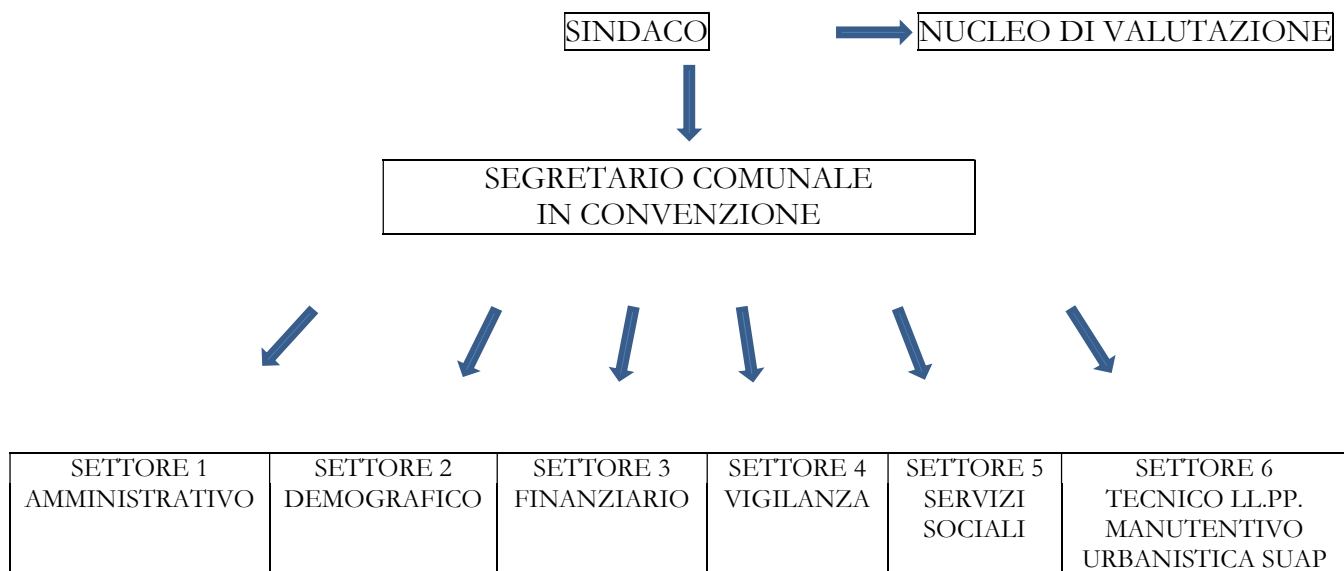 SINDACO
NUCLEO DI VALUTAZIONE
SEGRETARIO COMUNALE
IN CONVENZIONE
SETTORE 1
AMMINISTRATIVO
SETTORE 2
DEMOGRAFICO
SETTORE 3
FINANZIARIO
SETTORE 4
VIGILANZA
SETTORE 5
SERVIZI
SOCIALI
SETTORE 6
TECNICO LL.PP.
MANUTENTIVO
URBANISTICA SUAP